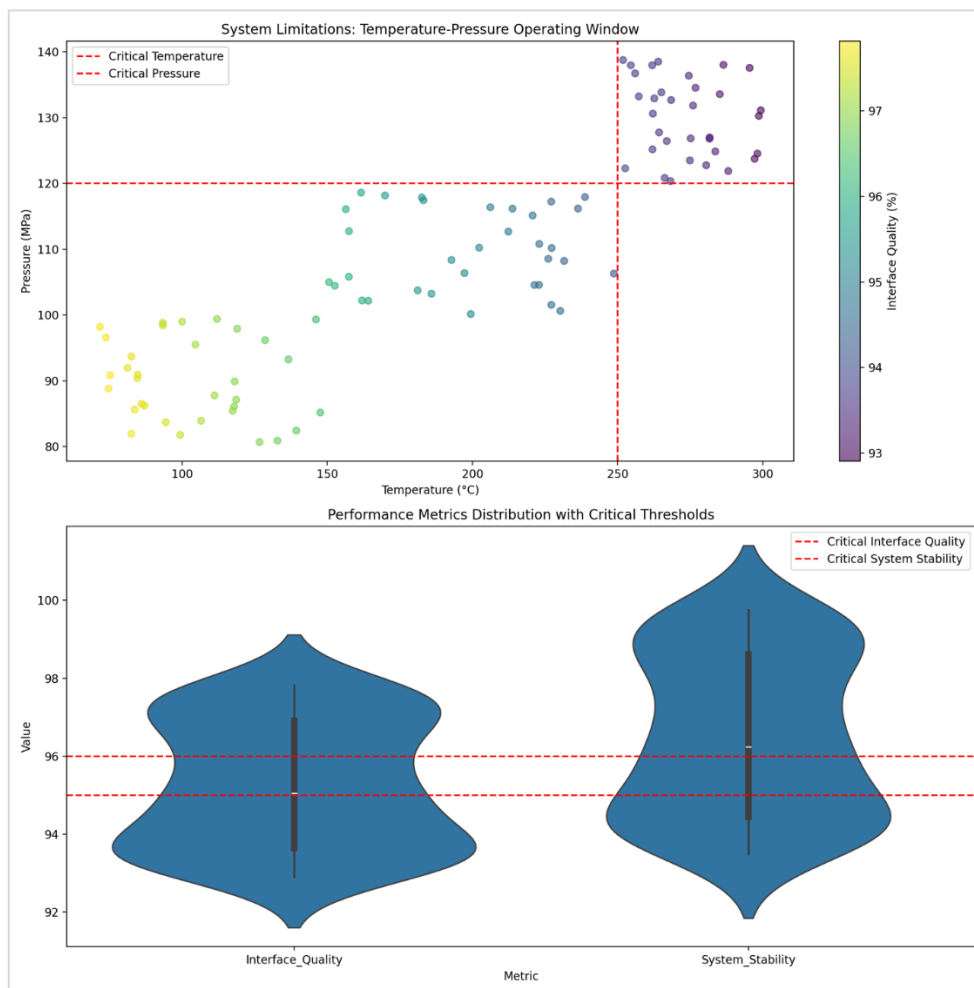 System Limitations: Temperature-Pressure Operating Window
Critical Temperature
Critical Pressure
140
130
120
110
100
90
80
Pressure (MPa)
100
150
200
250
300
Temperature (°C)
97
96
95
94
93
Interface Quality (%)
Performance Metrics Distribution with Critical Thresholds
Critical Interface Quality
Critical System Stability
100
98
96
94
92
Value
Interface_Quality
System_Stability
Metric